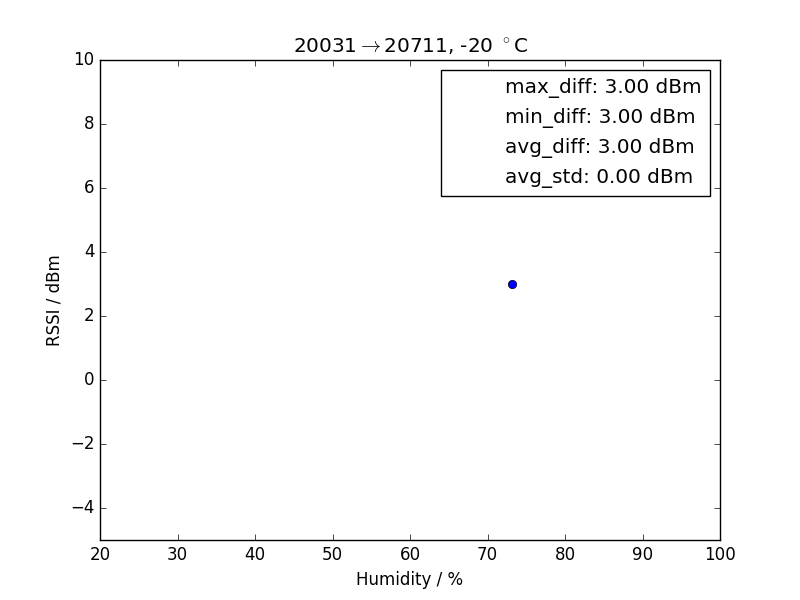 20031→20711, -20 °C
max_diff: 3.00 dBm
min_diff: 3.00 dBm
avg_diff: 3.00 dBm
avg_std: 0.00 dBm
RSSI / dBm
10
8
6
4
2
0
−2
−4
20 30 40 50 60 70 80 90 100
Humidity / %